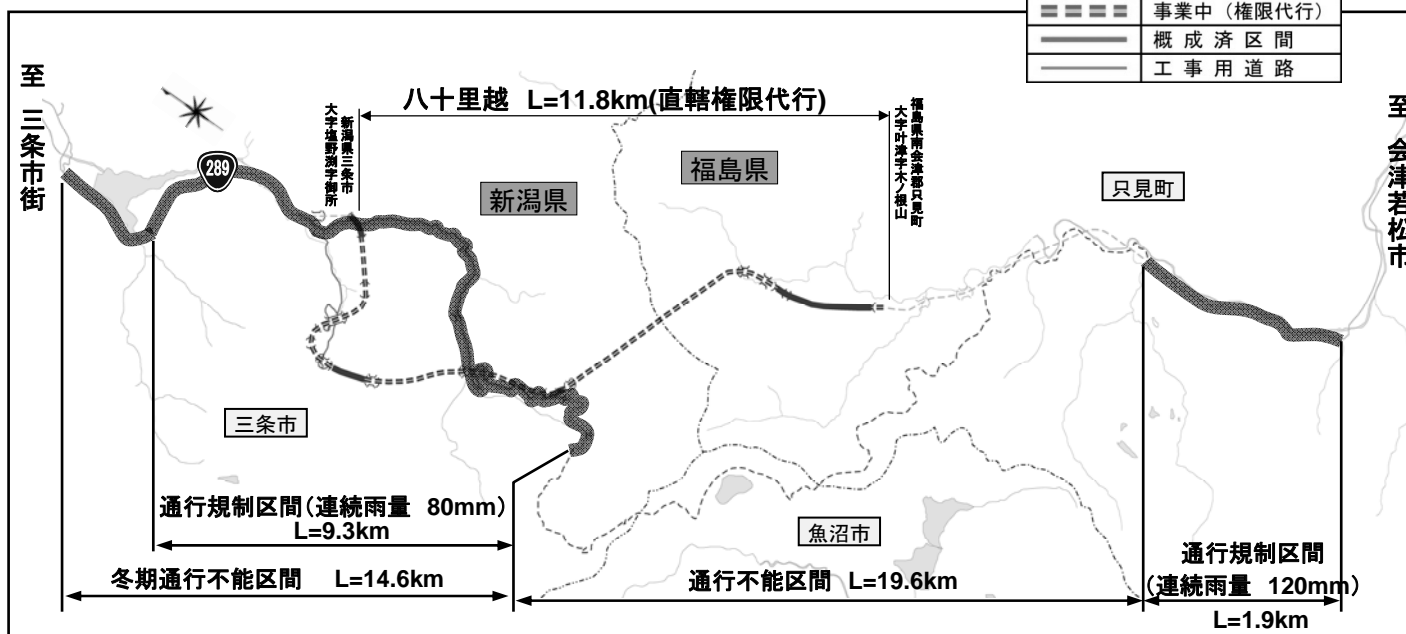 事業中（権限代行）
概成済区間
工事用道路
至 三条市街
八十里越 L=11.8km(直轄権限代行)
新潟県三条市
大字塩野渕字御所
福島県南会津郡只見町
大字叶津字木ノ根山
至 会津若松市
289
新潟県
福島県
只見町
三条市
魚沼市
通行規制区間（連続雨量 80mm）
L=9.3km
冬期通行不能区間 L=14.6km
通行不能区間 L=19.6km
通行規制区間
（連続雨量 120mm）
L=1.9km